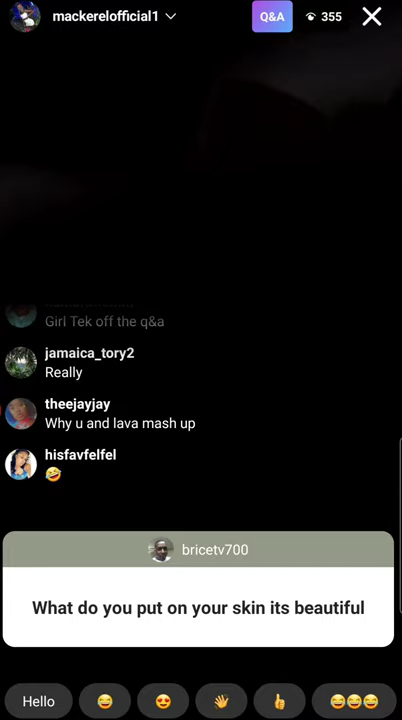 mackerelofficial1
Q&A
355
Girl Tek off the q&a
jamaica_tory2
Really
theejayjay
Why u and lava mash up
hisfavfelfel
🤣
bricetv700
What do you put on your skin its beautiful
Hello
😂 😍 👋 👍 😂😂😂